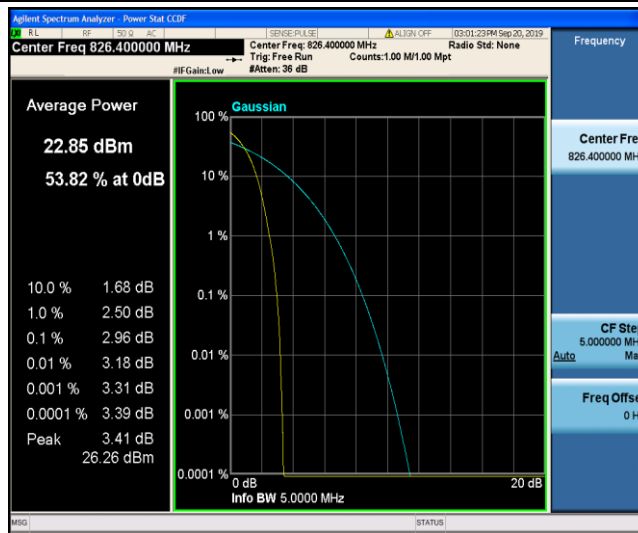 Agilent Spectrum Analyzer - Power Stat CCDF
RL RF 50 Ω AC SENSE:PULSE ALIGN OFF 03:01:23 PM Sep 20, 2019
Center Freq 826.400000 MHz
Center Freq: 826.400000 MHz Radio Std: None
Trig: Free Run Counts:1.00 M/1.00 Mpt
#IFGain:Low #Atten: 36 dB
Frequency
Average Power
22.85 dBm
53.82 % at 0dB
10.0 % 1.68 dB
1.0 % 2.50 dB
0.1 % 2.96 dB
0.01 % 3.18 dB
0.001 % 3.31 dB
0.0001 % 3.39 dB
Peak 3.41 dB
26.26 dBm
Gaussian
100 %
10 %
1 %
0.1 %
0.01 %
0.001 %
0.0001 %
0 dB 20 dB
Info BW 5.0000 MHz
Center Fre
826.400000 MH
CF Ste
5.000000 MH
Auto Ma
Freq Offse
0 H
MSG STATUS